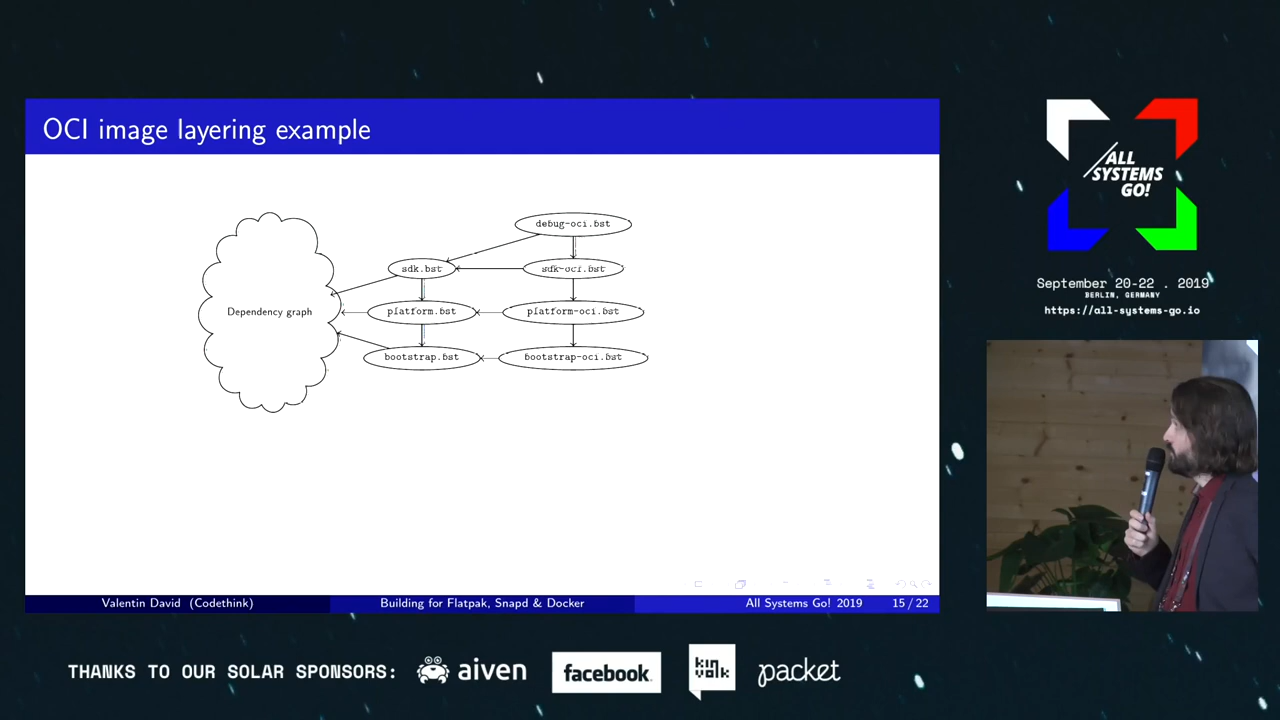 OCI image layering example
debug-oci.bst
sdk.bst
sdk-oci.bst
Dependency graph
platform.bst
platform-oci.bst
bootstrap.bst
bootstrap-oci.bst
Valentin David (Codethink)
Building for Flatpak, Snapd & Docker
All Systems Go! 2019
15 / 22
ALL
SYSTEMS
GO!
September 20-22 . 2019
BERLIN, GERMANY
https://all-systems-go.io
THANKS TO OUR SOLAR SPONSORS:
aiven
facebook.
kinvolk
packet